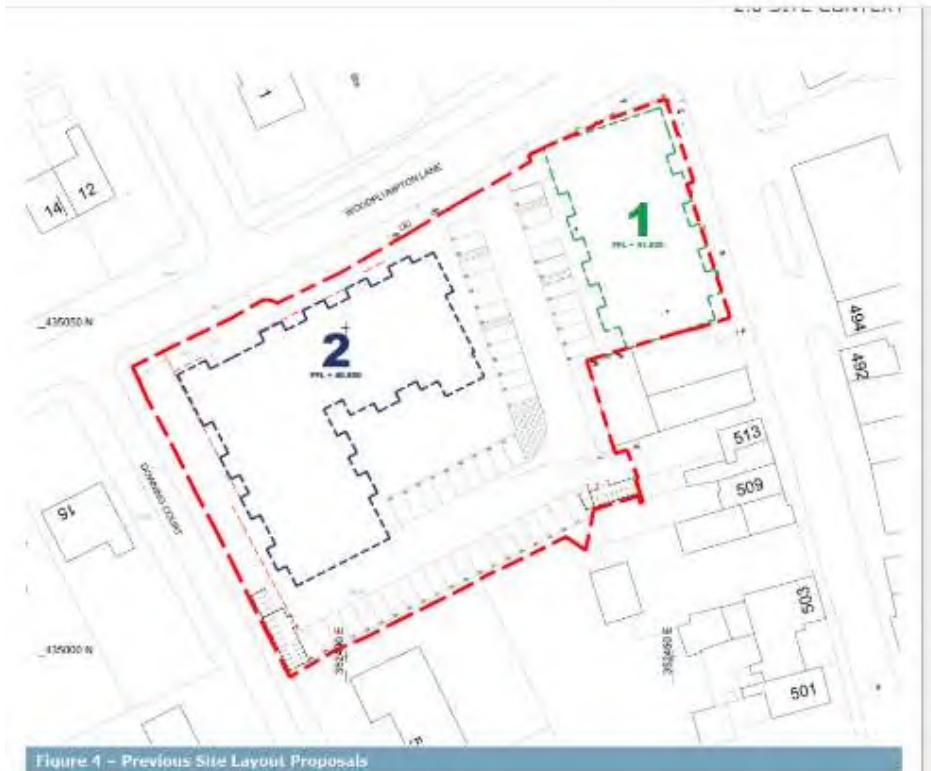 2.0 SITE CONTEXT
1
14
12
WOODPLUMPTON LANE
1
2
435050 N
494
492
DOWNING COURT
16
513
509
503
501
435000 N
Figure 4 – Previous Site Layout Proposals